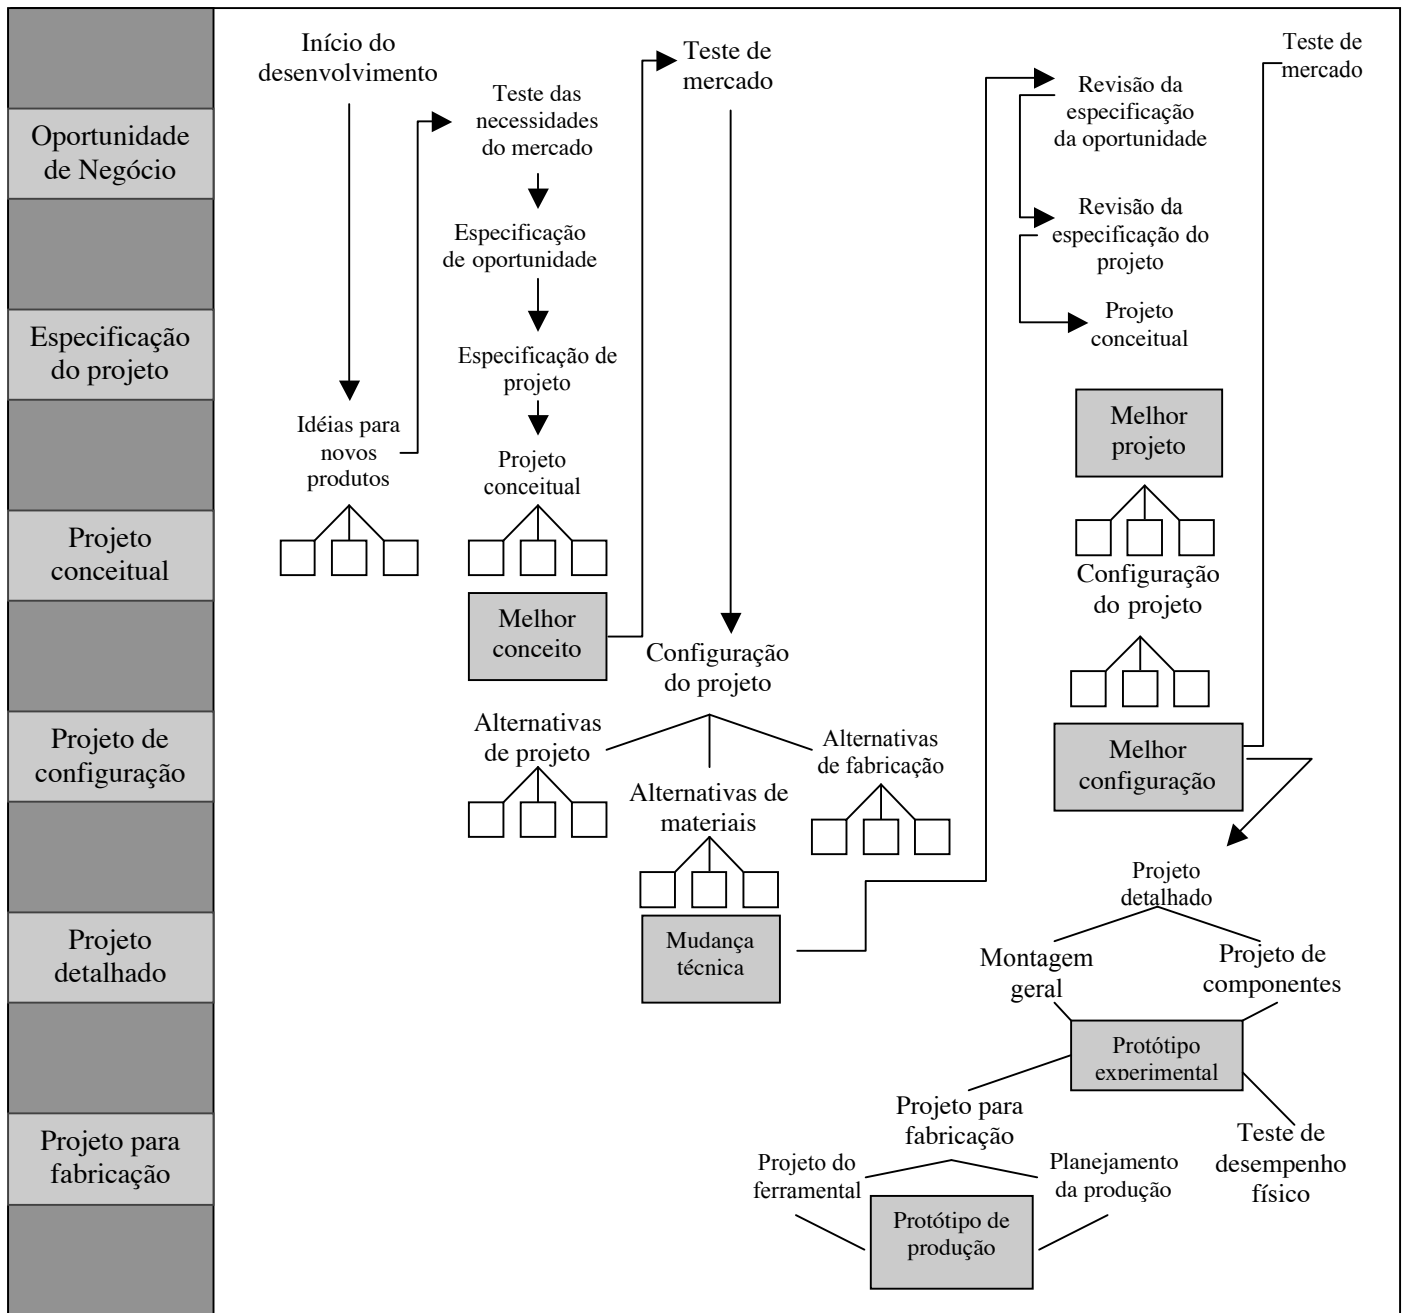 Oportunidade
de Negócio
Especificação
do projeto
Projeto
conceitual
Projeto de
configuração
Projeto
detalhado
Projeto para
fabricação
Início do
desenvolvimento
Idéias para
novos
produtos
Teste das
necessidades
do mercado
Especificação
de oportunidade
Especificação de
projeto
Projeto
conceitual
Melhor
conceito
Teste de
mercado
Configuração
do projeto
Alternativas
de projeto
Alternativas de
materiais
Alternativas
de fabricação
Mudança
técnica
Revisão da
especificação
da oportunidade
Revisão da
especificação do
projeto
Projeto
conceitual
Melhor
projeto
Configuração
do projeto
Melhor
configuração
Teste de
mercado
Projeto
detalhado
Montagem
geral
Projeto de
componentes
Protótipo
experimental
Projeto para
fabricação
Teste de
desempenho
físico
Projeto do
ferramental
Planejamento
da produção
Protótipo de
produção